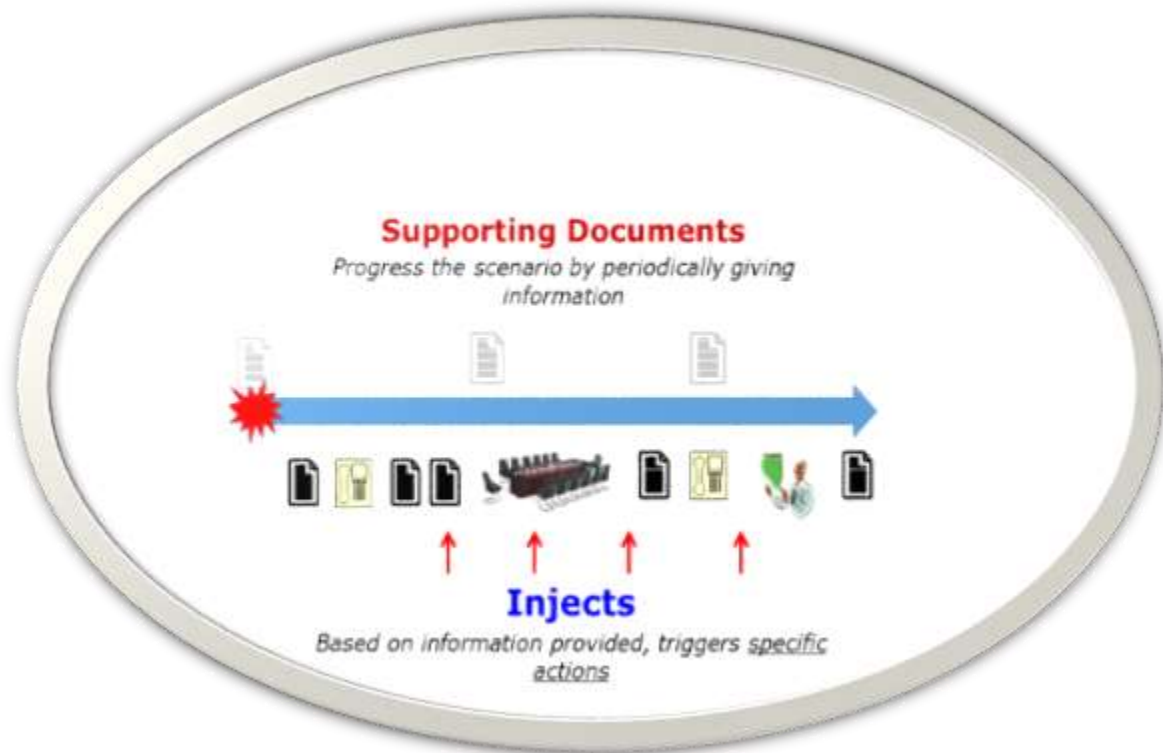 Supporting Documents
Progress the scenario by periodically giving
information
Injects
Based on information provided, triggers specific
actions